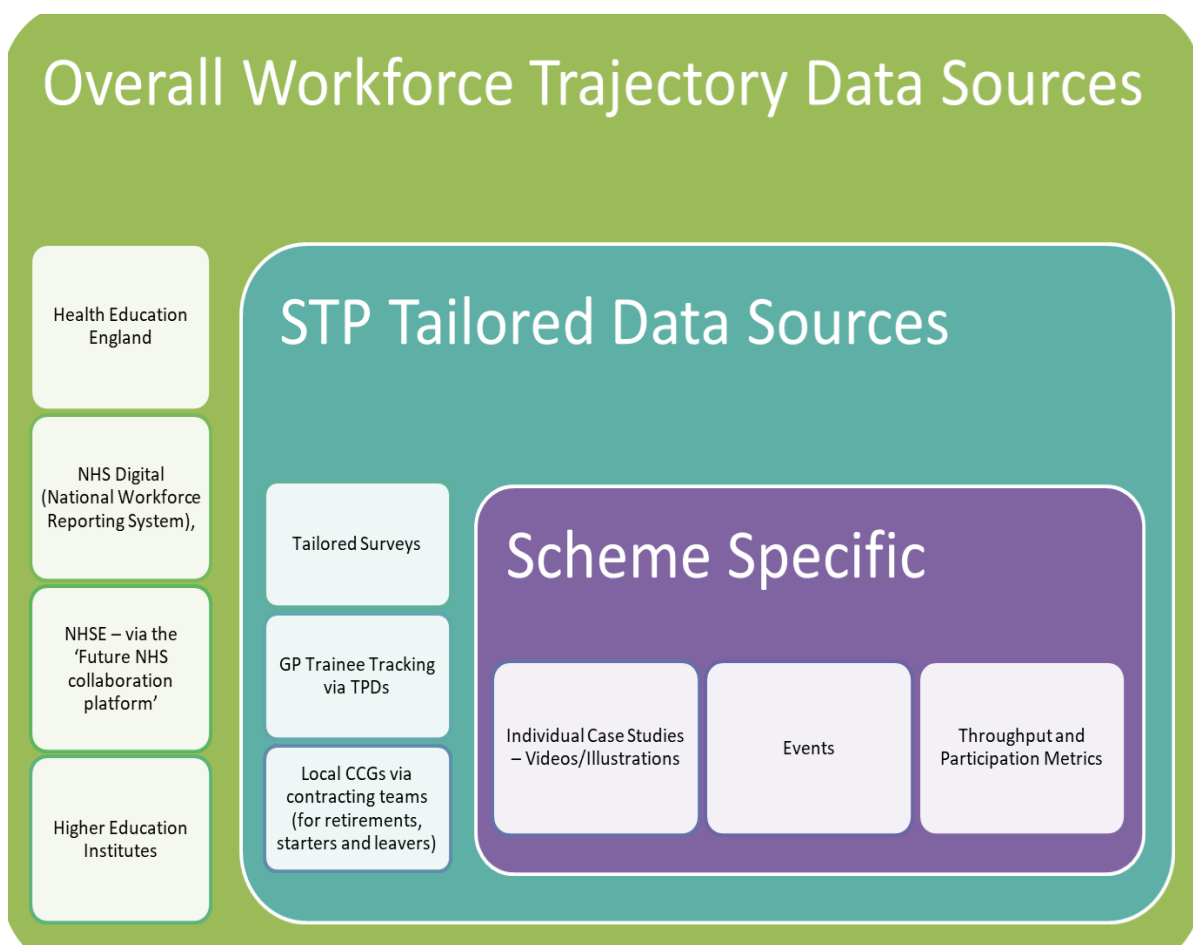 Overall Workforce Trajectory Data Sources
Health Education
England
NHS Digital
(National Workforce
Reporting System),
NHSE – via the
‘Future NHS
collaboration
platform’
Higher Education
Institutes
STP Tailored Data Sources
Tailored Surveys
GP Trainee Tracking
via TPDs
Local CCGs via
contracting teams
(for retirements,
starters and leavers)
Scheme Specific
Individual Case Studies
– Videos/Illustrations
Events
Throughput and
Participation Metrics